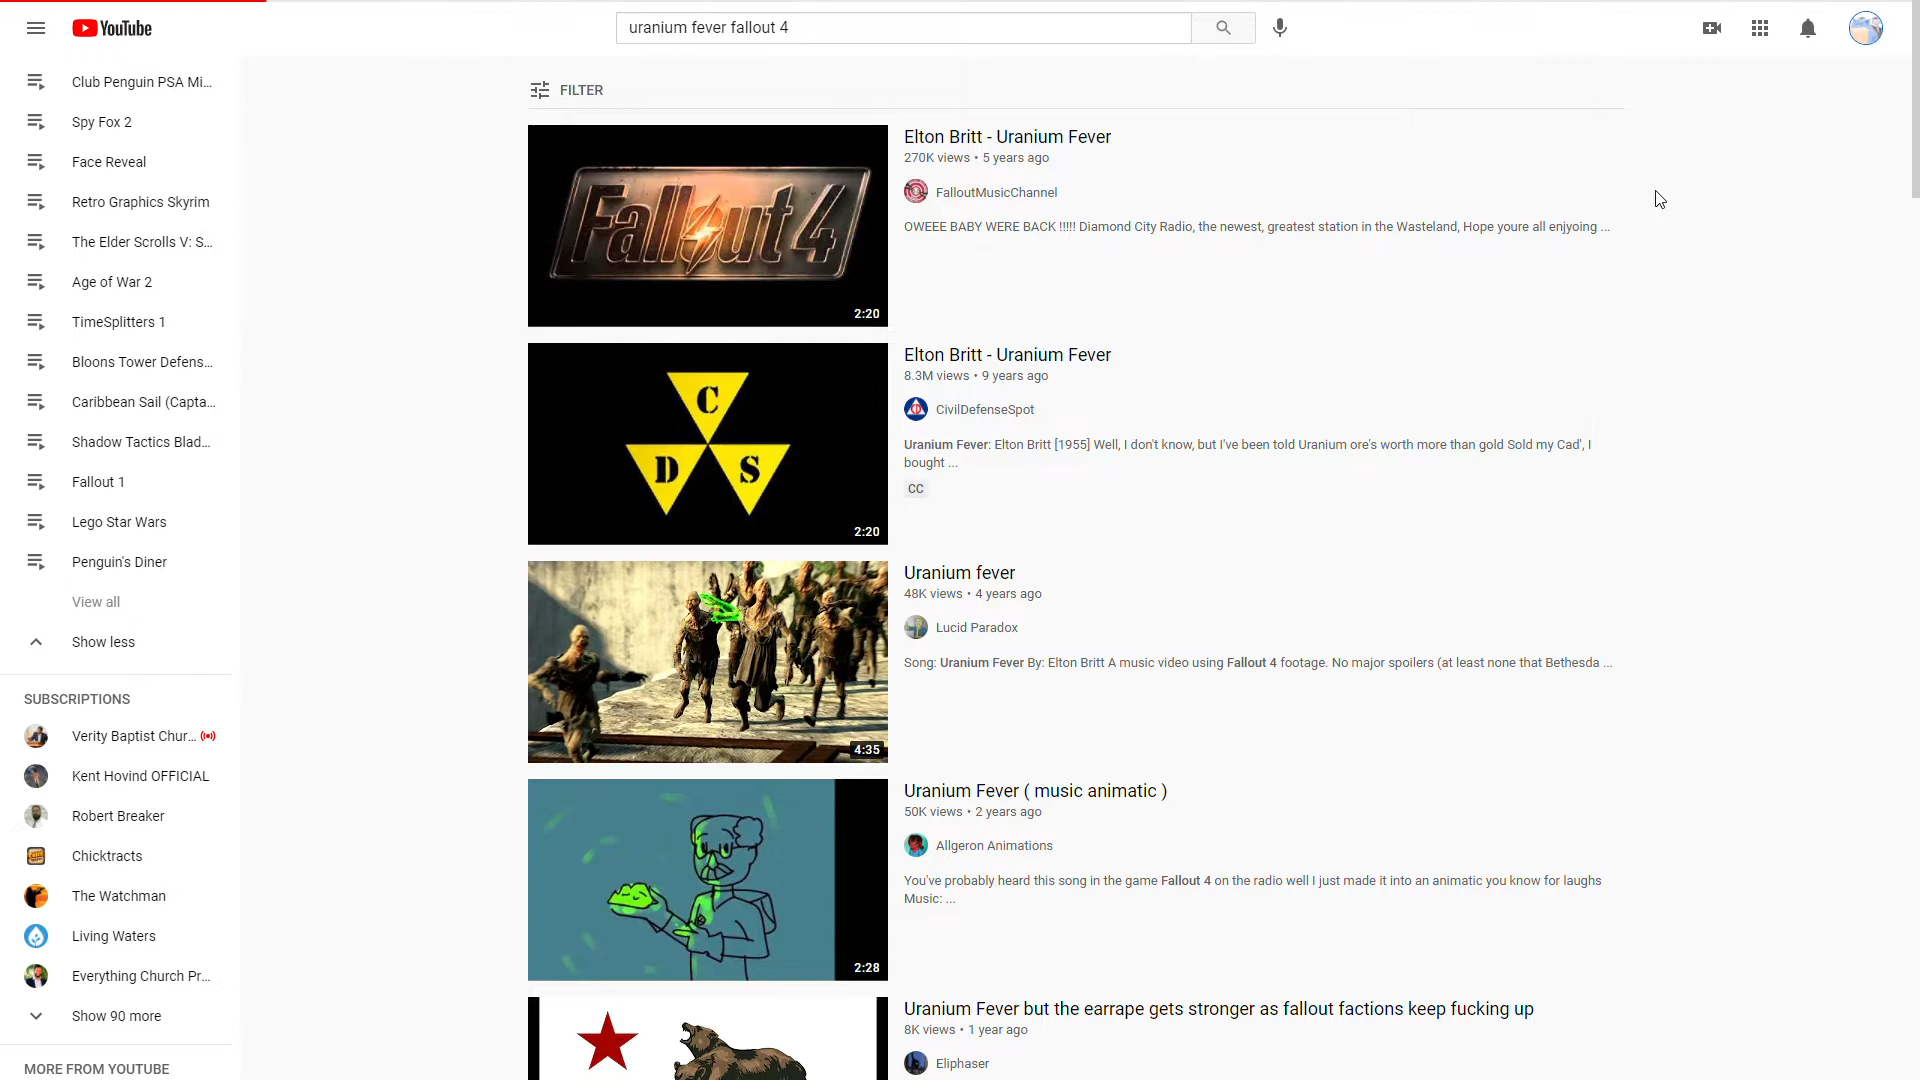 YouTube
uranium fever fallout 4
Club Penguin PSA Mi...
Spy Fox 2
Face Reveal
Retro Graphics Skyrim
The Elder Scrolls V: S...
Age of War 2
TimeSplitters 1
Bloons Tower Defens...
Caribbean Sail (Capta...
Shadow Tactics Blad...
Fallout 1
Lego Star Wars
Penguin's Diner
View all
Show less
SUBSCRIPTIONS
Verity Baptist Chur...
Kent Hovind OFFICIAL
Robert Breaker
Chicktracts
The Watchman
Living Waters
Everything Church Pr...
Show 90 more
MORE FROM YOUTUBE
FILTER
Fallout 4
2:20
Elton Britt - Uranium Fever
270K views • 5 years ago
FalloutMusicChannel
OWEEE BABY WERE BACK !!!!! Diamond City Radio, the newest, greatest station in the Wasteland, Hope youre all enjyoing ...
C
D S
2:20
Elton Britt - Uranium Fever
8.3M views • 9 years ago
CivilDefenseSpot
Uranium Fever: Elton Britt [1955] Well, I don't know, but I've been told Uranium ore's worth more than gold Sold my Cad', I
bought ...
CC
4:35
Uranium fever
48K views • 4 years ago
Lucid Paradox
Song: Uranium Fever By: Elton Britt A music video using Fallout 4 footage. No major spoilers (at least none that Bethesda ...
2:28
Uranium Fever ( music animatic )
50K views • 2 years ago
Allgeron Animations
You've probably heard this song in the game Fallout 4 on the radio well I just made it into an animatic you know for laughs
Music: ...
Uranium Fever but the earrape gets stronger as fallout factions keep fucking up
8K views • 1 year ago
Eliphaser